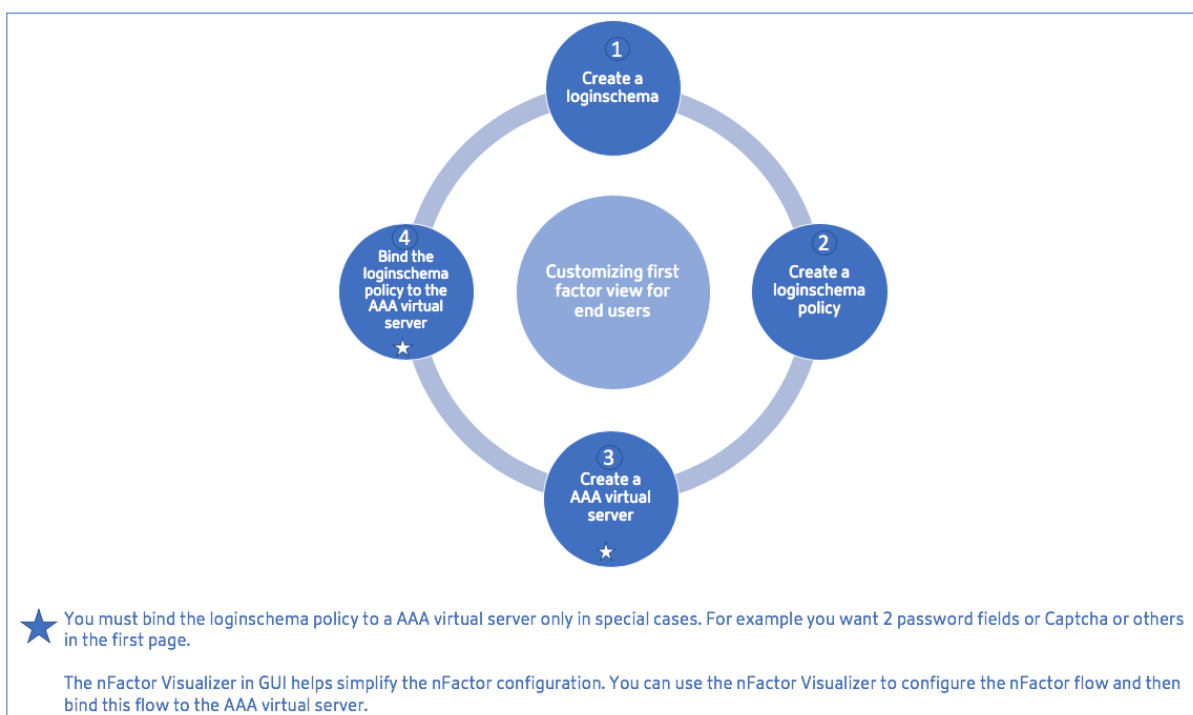 1
Create a
loginschema
2
Create a
loginschema
policy
3
Create a
AAA virtual
server
4
Bind the
loginschema
policy to the
AAA virtual
server
Customizing first
factor view for
end users
You must bind the loginschema policy to a AAA virtual server only in special cases. For example you want 2 password fields or Captcha or others
in the first page.
The nFactor Visualizer in GUI helps simplify the nFactor configuration. You can use the nFactor Visualizer to configure the nFactor flow and then
bind this flow to the AAA virtual server.